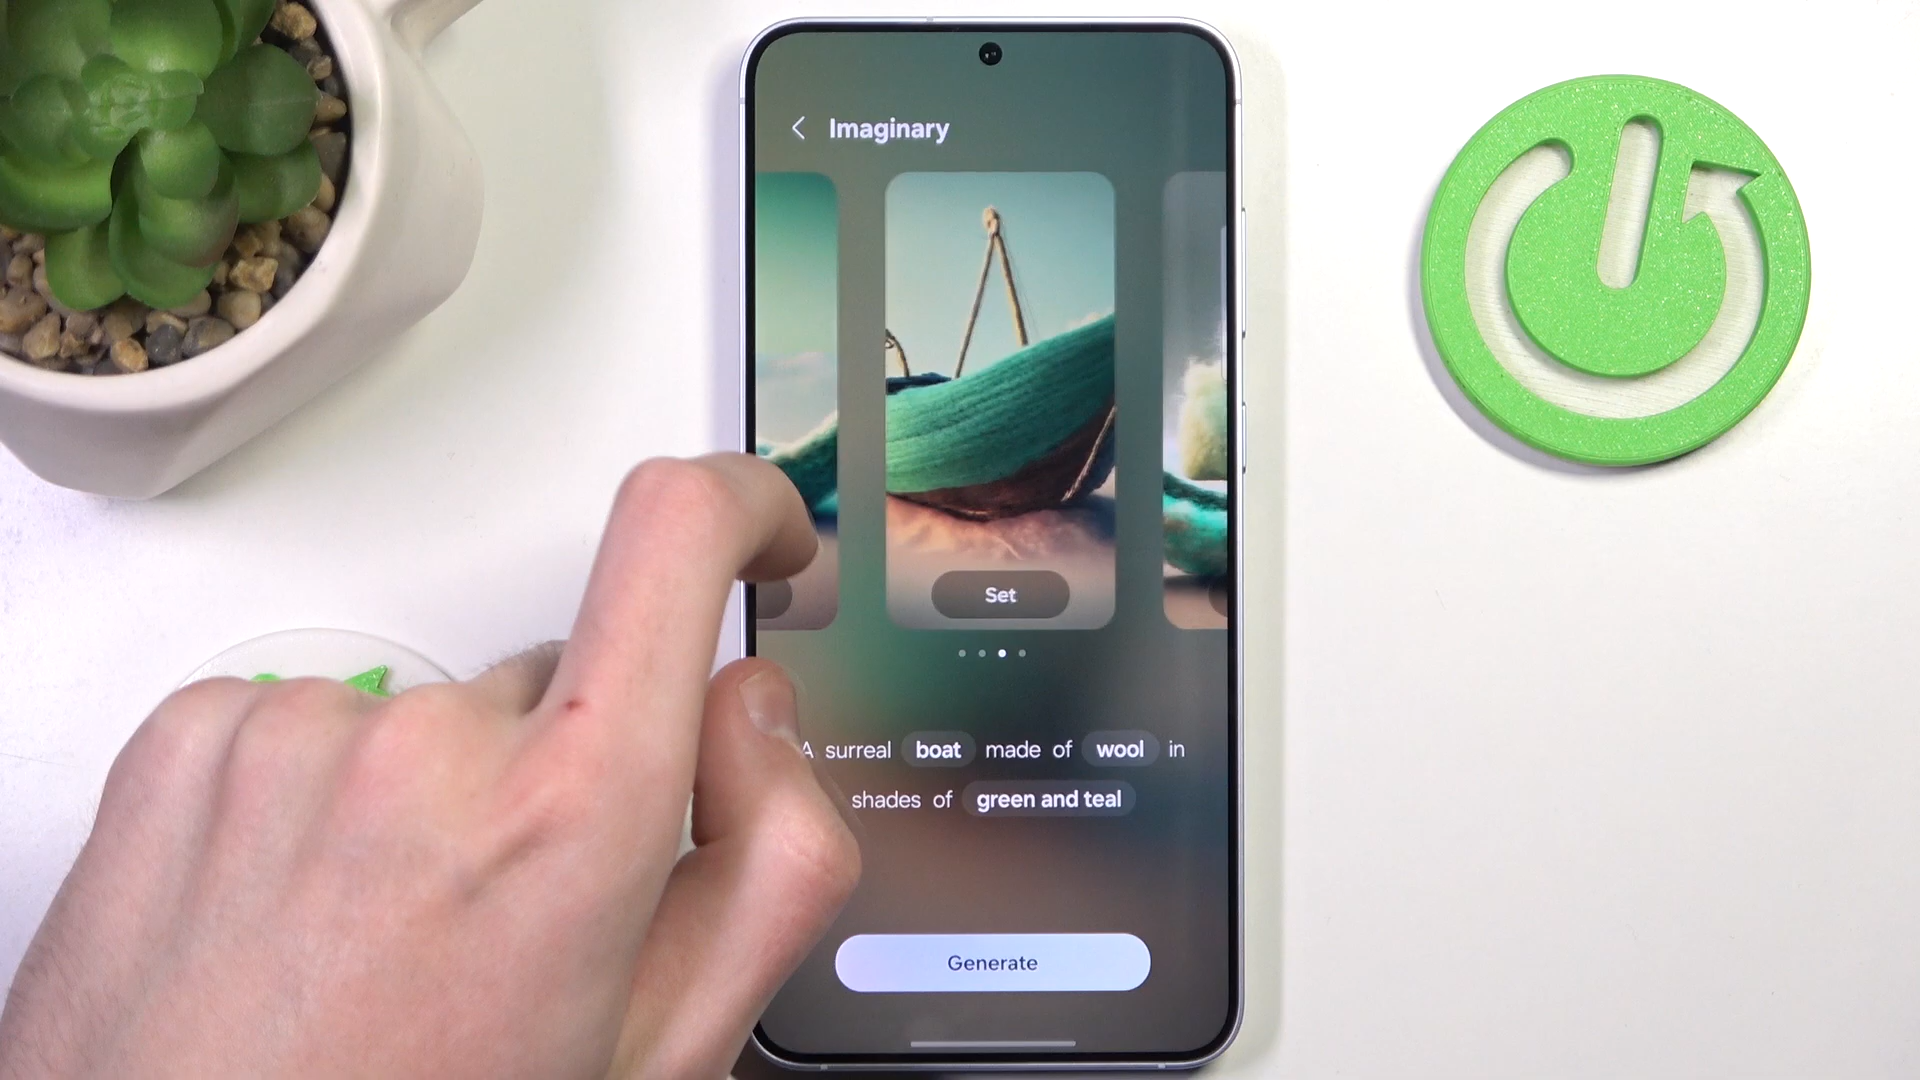 Imaginary
Set
A surreal boat made of wool in
shades of green and teal
Generate